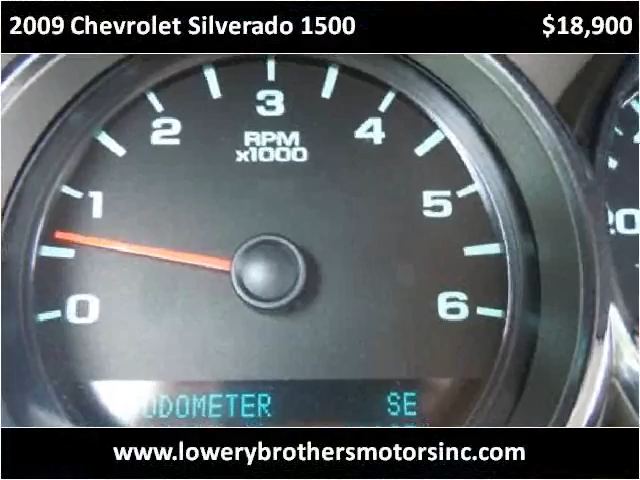 2009 Chevrolet Silverado 1500 $18,900
3
2 4
RPM
x1000
1 5
20
0 6
ODOMETER SE
www.lowerybrothersmotorsinc.com